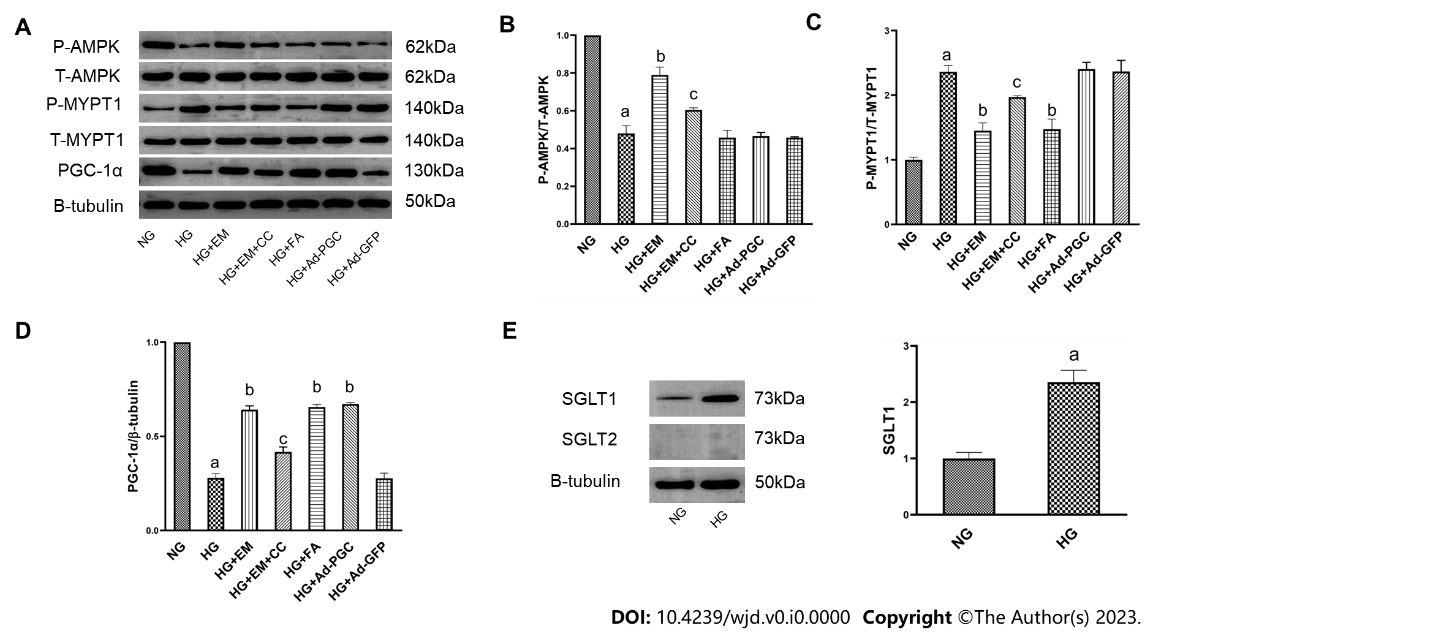 A
P-AMPK 62kDa
T-AMPK 62kDa
P-MYPT1 140kDa
T-MYPT1 140kDa
PGC-1α 130kDa
B-tubulin 50kDa
NG HG HG+EM HG+EM+CC HG+FA HG+Ad-PGC HG+Ad-GFP
B
P-AMPK/T-AMPK
1.0
0.8
0.6
0.4
0.2
0.0
a b c
NG HG HG+EM HG+EM+CC HG+FA HG+Ad-PGC HG+Ad-GFP
C
P-MYPT1/T-MYPT1
3
2
1
0
a b c b
NG HG HG+EM HG+EM+CC HG+FA HG+Ad-PGC HG+Ad-GFP
D
PGC-1α/β-tubulin
1.0
0.5
0.0
a b c b b
NG HG HG+EM HG+EM+CC HG+FA HG+Ad-PGC HG+Ad-GFP
E
SGLT1 73kDa
SGLT2 73kDa
B-tubulin 50kDa
NG HG
SGLT1
3
2
1
0
a
NG HG
DOI: 10.4239/wjd.v0.i0.0000 Copyright ©The Author(s) 2023.